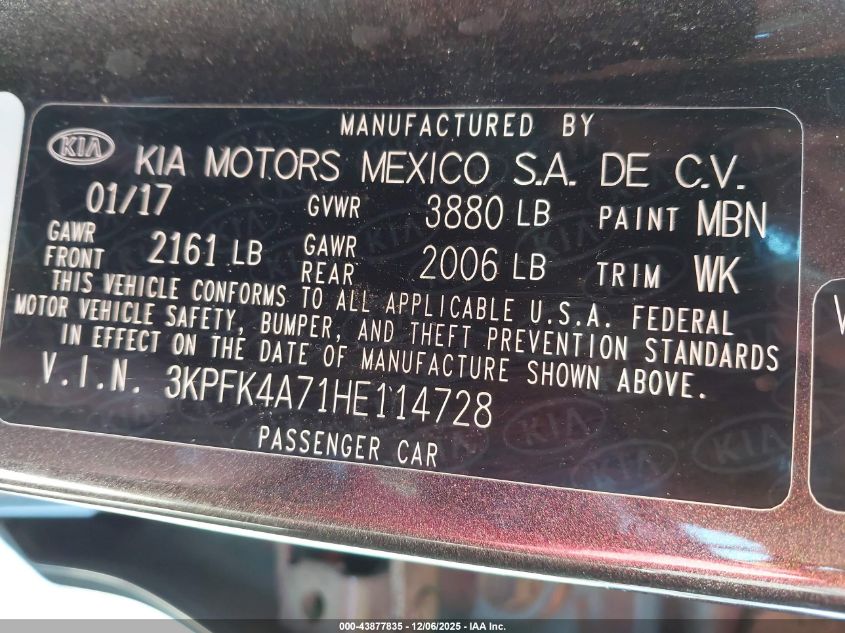 MANUFACTURED BY
KIA KIA MOTORS MEXICO S.A. DE C.V.
01/17 GVWR 3880 LB PAINT MBN
GAWR FRONT 2161 LB GAWR REAR 2006 LB TRIM WK
THIS VEHICLE CONFORMS TO ALL APPLICABLE U.S.A. FEDERAL
MOTOR VEHICLE SAFETY, BUMPER, AND THEFT PREVENTION STANDARDS
IN EFFECT ON THE DATE OF MANUFACTURE SHOWN ABOVE.
V.I.N. 3KPFK4A71HE114728
PASSENGER CAR
000-43877835 - 12/06/2025 - IAA Inc.